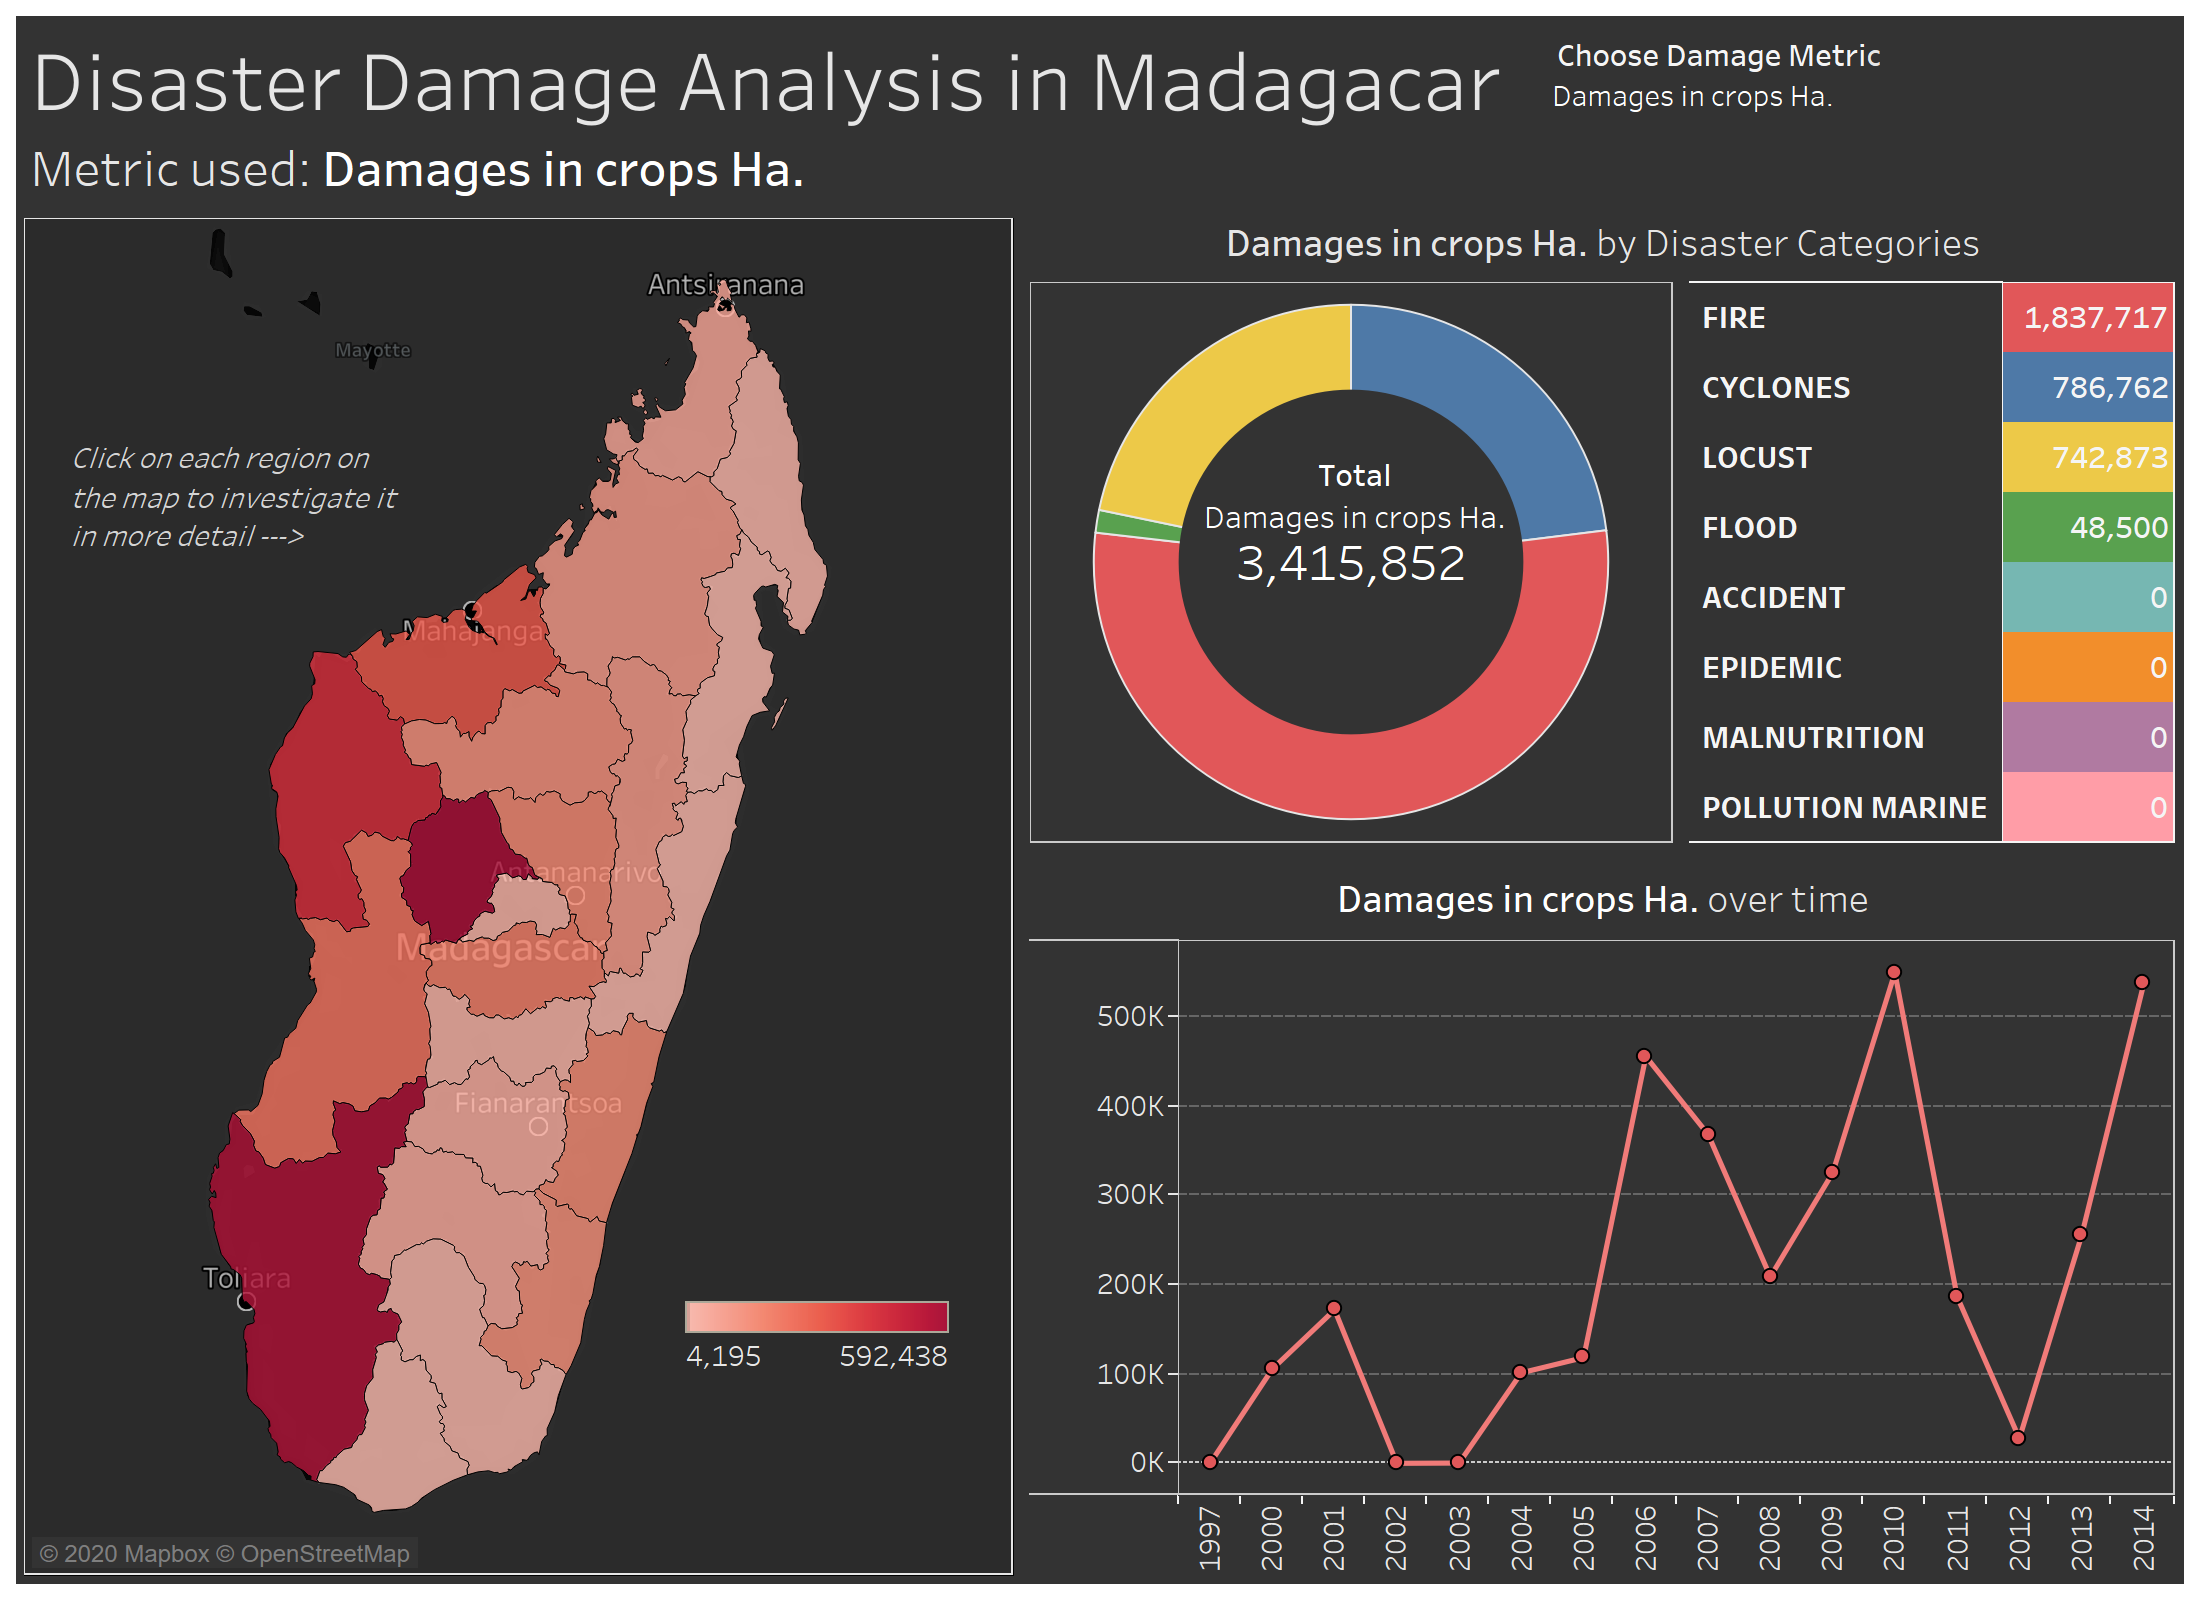 Disaster Damage Analysis in Madagacar
Choose Damage Metric
Damages in crops Ha.
Metric used: Damages in crops Ha.
Antsiranana
Mayotte
Click on each region on
the map to investigate it
in more detail --->
Mahajanga
Antananarivo
Madagascar
Fianarantsoa
Toliara
4,195 592,438
© 2020 Mapbox © OpenStreetMap
Damages in crops Ha. by Disaster Categories
Total
Damages in crops Ha.
3,415,852
FIRE 1,837,717
CYCLONES 786,762
LOCUST 742,873
FLOOD 48,500
ACCIDENT 0
EPIDEMIC 0
MALNUTRITION 0
POLLUTION MARINE 0
Damages in crops Ha. over time
500K
400K
300K
200K
100K
0K
1997 2000 2001 2002 2003 2004 2005 2006 2007 2008 2009 2010 2011 2012 2013 2014